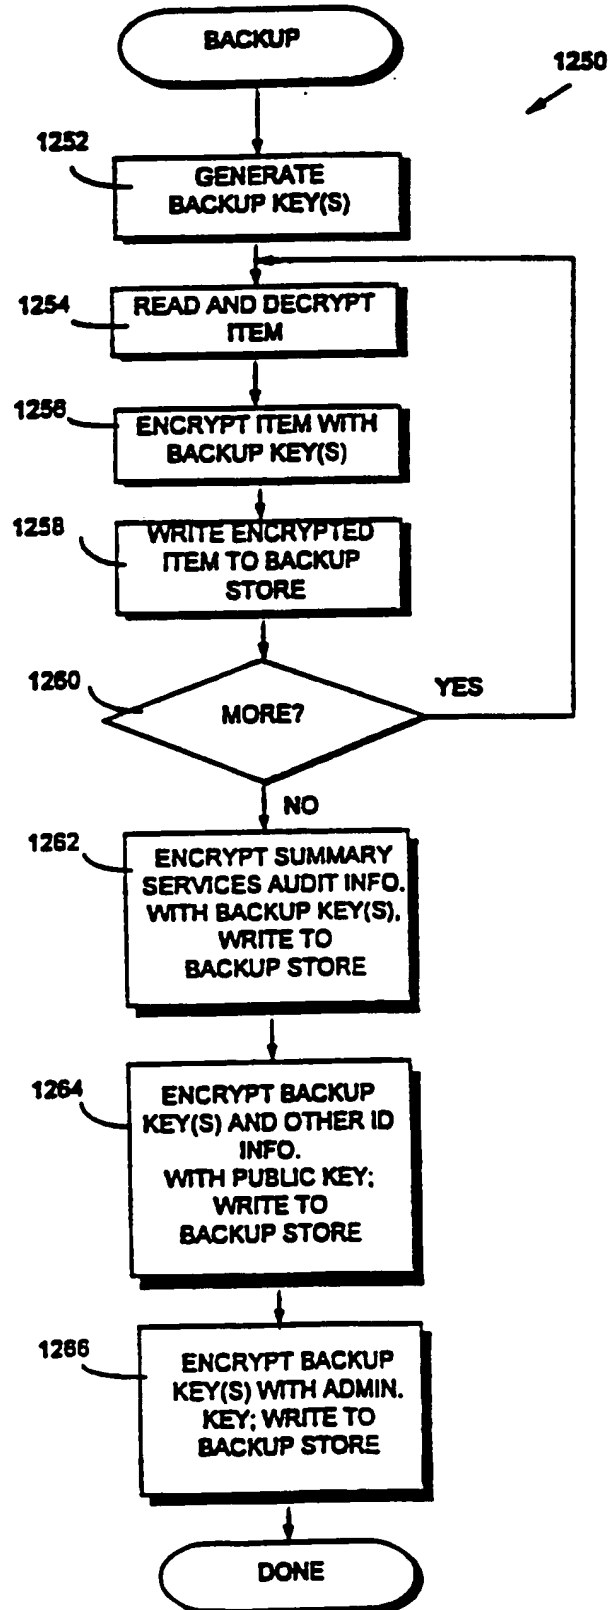 BACKUP
1250
1252
GENERATE
BACKUP KEY(S)
1254
READ AND DECRYPT
ITEM
1256
ENCRYPT ITEM WITH
BACKUP KEY(S)
1258
WRITE ENCRYPTED
ITEM TO BACKUP
STORE
1260
MORE?
YES
NO
1262
ENCRYPT SUMMARY
SERVICES AUDIT INFO.
WITH BACKUP KEY(S),
WRITE TO
BACKUP STORE
1264
ENCRYPT BACKUP
KEY(S) AND OTHER ID
INFO.
WITH PUBLIC KEY;
WRITE TO
BACKUP STORE
1266
ENCRYPT BACKUP
KEY(S) WITH ADMIN.
KEY; WRITE TO
BACKUP STORE
DONE